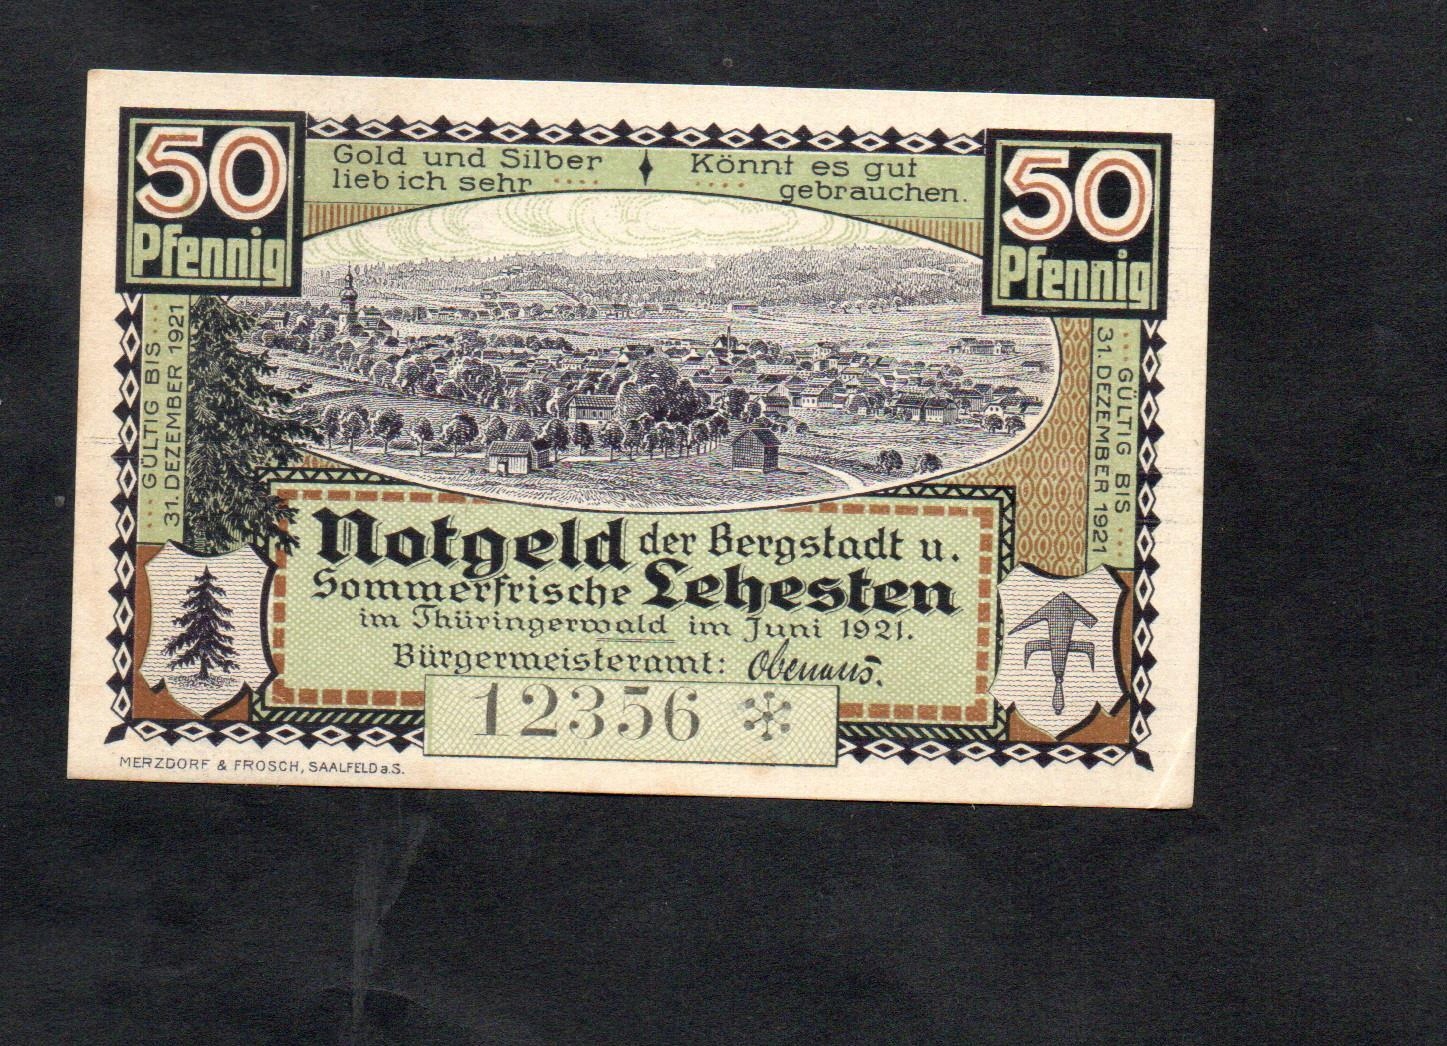 50
Pfennig
Gold und Silber
lieb ich sehr ....
Könnt es gut
.... gebrauchen.
50
Pfennig
... GÜLTIG BIS ...
31. DEZEMBER 1921
... GÜLTIG BIS ...
31. DEZEMBER 1921
Notgeld der Bergstadt u.
Sommerfrische Lehesten
im Thüringerwald im Juni 1921.
Bürgermeisteramt: Obenaus.
12356
MERZDORF & FROSCH, SAALFELD a.S.